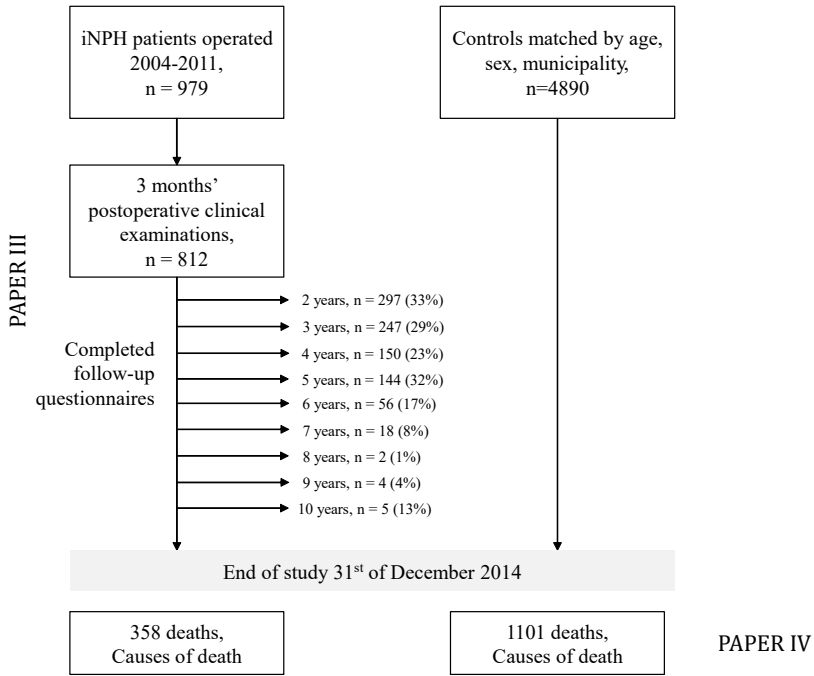 iNPH patients operated
2004-2011,
n = 979
Controls matched by age,
sex, municipality,
n=4890
3 months’
postoperative clinical
examinations,
n = 812
PAPER III
Completed
follow-up
questionnaires
2 years, n = 297 (33%)
3 years, n = 247 (29%)
4 years, n = 150 (23%)
5 years, n = 144 (32%)
6 years, n = 56 (17%)
7 years, n = 18 (8%)
8 years, n = 2 (1%)
9 years, n = 4 (4%)
10 years, n = 5 (13%)
End of study 31st of December 2014
358 deaths,
Causes of death
1101 deaths,
Causes of death
PAPER IV